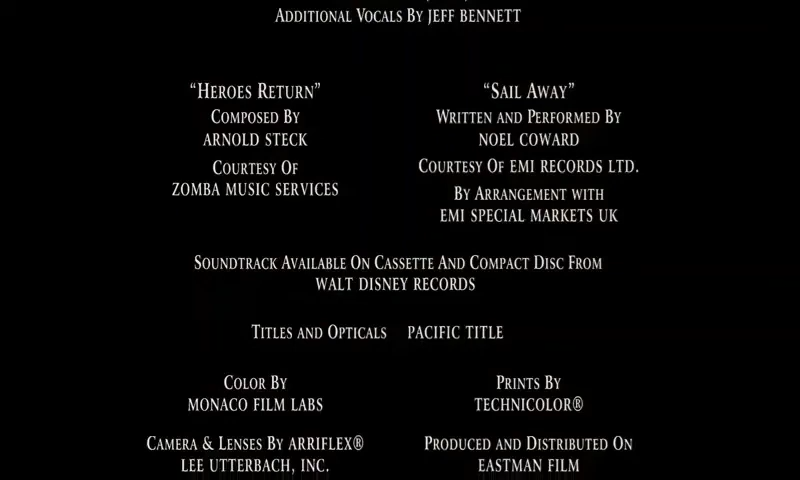 ADDITIONAL VOCALS BY JEFF BENNETT
“HEROES RETURN”
COMPOSED BY
ARNOLD STECK
COURTESY OF
ZOMBA MUSIC SERVICES
“SAIL AWAY”
WRITTEN AND PERFORMED BY
NOEL COWARD
COURTESY OF EMI RECORDS LTD.
BY ARRANGEMENT WITH
EMI SPECIAL MARKETS UK
SOUNDTRACK AVAILABLE ON CASSETTE AND COMPACT DISC FROM
WALT DISNEY RECORDS
TITLES AND OPTICALS PACIFIC TITLE
COLOR BY
MONACO FILM LABS
PRINTS BY
TECHNICOLOR®
CAMERA & LENSES BY ARRIFLEX®
LEE UTTERBACH, INC.
PRODUCED AND DISTRIBUTED ON
EASTMAN FILM